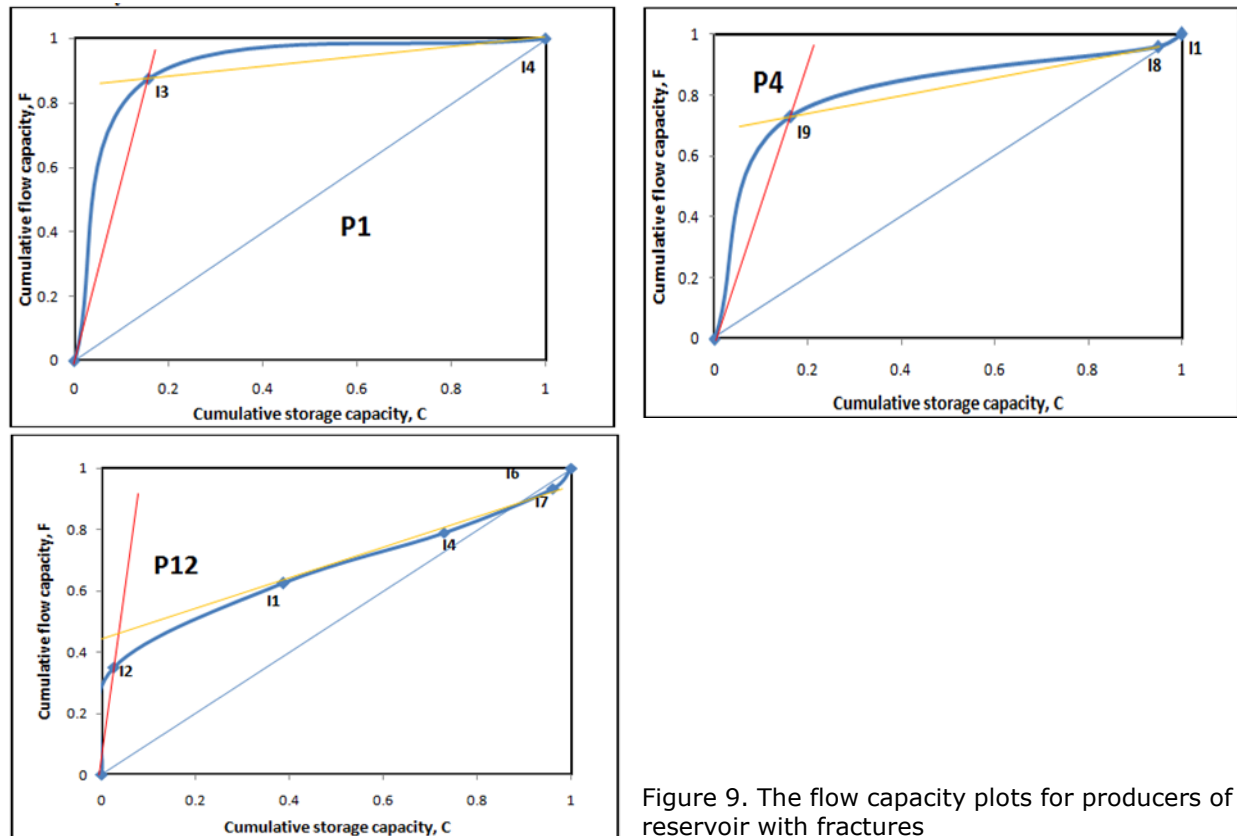 1
0.8
0.6
0.4
0.2
0
0
0.2
0.4
0.6
0.8
1
Cumulative flow capacity, F
Cumulative storage capacity, C
I3
I4
P1
1
0.8
0.6
0.4
0.2
0
0
0.2
0.4
0.6
0.8
1
Cumulative flow capacity, F
Cumulative storage capacity, C
P4
I9
I8
I1
1
0.8
0.6
0.4
0.2
0
0
0.2
0.4
0.6
0.8
1
Cumulative flow capacity, F
Cumulative storage capacity, C
P12
I2
I1
I4
I7
I6
Figure 9. The flow capacity plots for producers of
reservoir with fractures